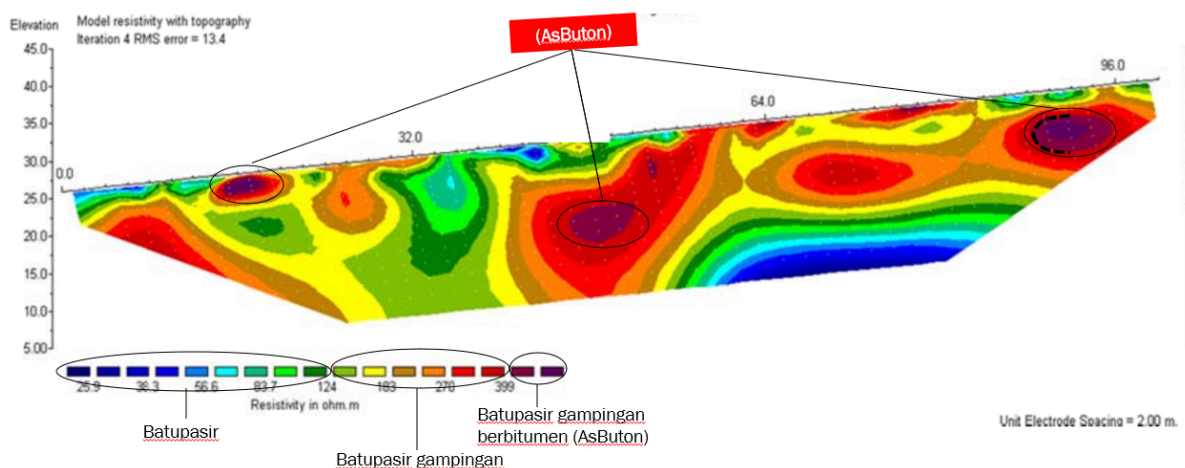 (AsButon)
Elevation
Model resistivity with topography
Iteration 4 RMS error = 13.4
45.0
40.0
35.0
30.0
25.0
20.0
15.0
10.0
5.00
0.0
32.0
64.0
96.0
25.9 36.3 56.6 83.7 124 183 270 399
Resistivity in ohm.m
Unit Electrode Spacing = 2.00 m.
Batupasir
Batupasir gampingan
Batupasir gampingan
berbitumen (AsButon)